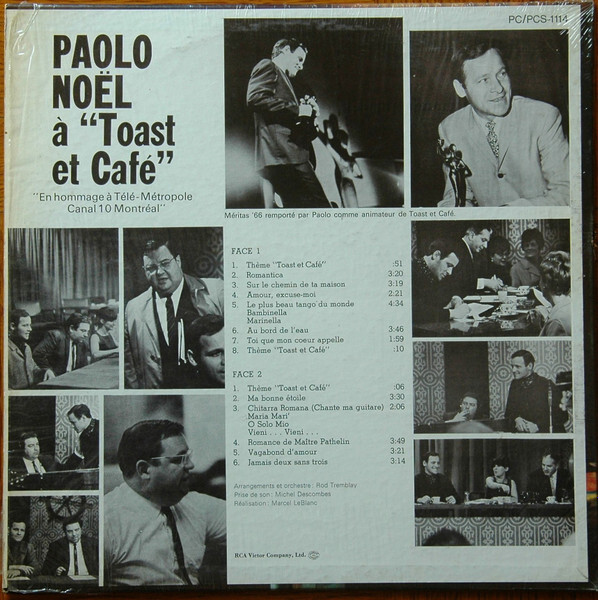 PC/PCS-1114
PAOLO
NOËL
à "Toast
et Café"
"En hommage à Télé-Métropole
Canal 10 Montréal"
Méritas '66 remporté par Paolo comme animateur de Toast et Café.
FACE 1
1. Thème "Toast et Café" :51
2. Romantica 3:20
3. Sur le chemin de ta maison 3:19
4. Amour, excuse-moi 2:21
5. Le plus beau tango du monde 4:34
Bambinella
Marinella
6. Au bord de l'eau 3:46
7. Toi que mon coeur appelle 1:59
8. Thème "Toast et Café" :10
FACE 2
1. Thème "Toast et Café" :06
2. Ma bonne étoile 3:30
3. Chitarra Romana (Chante ma guitare) 2:06
Maria Mari'
O Solo Mio
Vieni . . . Vieni . . .
4. Romance de Maître Pathelin 3:49
5. Vagabond d'amour 3:21
6. Jamais deux sans trois 3:14
Arrangements et orchestre : Rod Tremblay
Prise de son : Michel Descombes
Réalisation : Marcel LeBlanc
RCA Victor Company, Ltd.